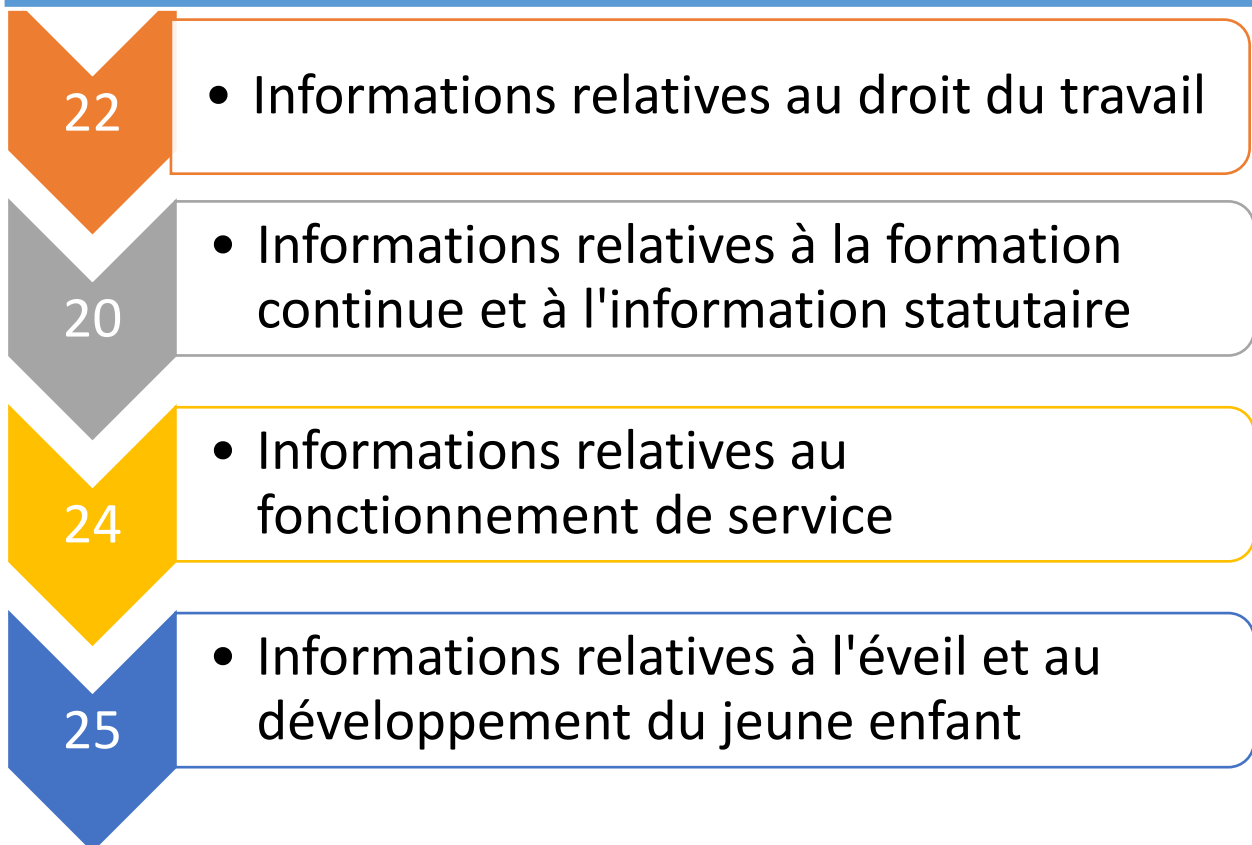 22
• Informations relatives au droit du travail
20
• Informations relatives à la formation
continue et à l'information statutaire
24
• Informations relatives au
fonctionnement de service
25
• Informations relatives à l'éveil et au
développement du jeune enfant